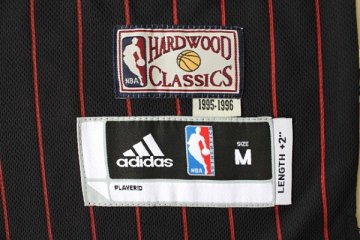 HARDWOOD
NBA
CLASSICS
1995-1996
adidas
NBA
SIZE
M
LENGTH +2"
PLAYERID